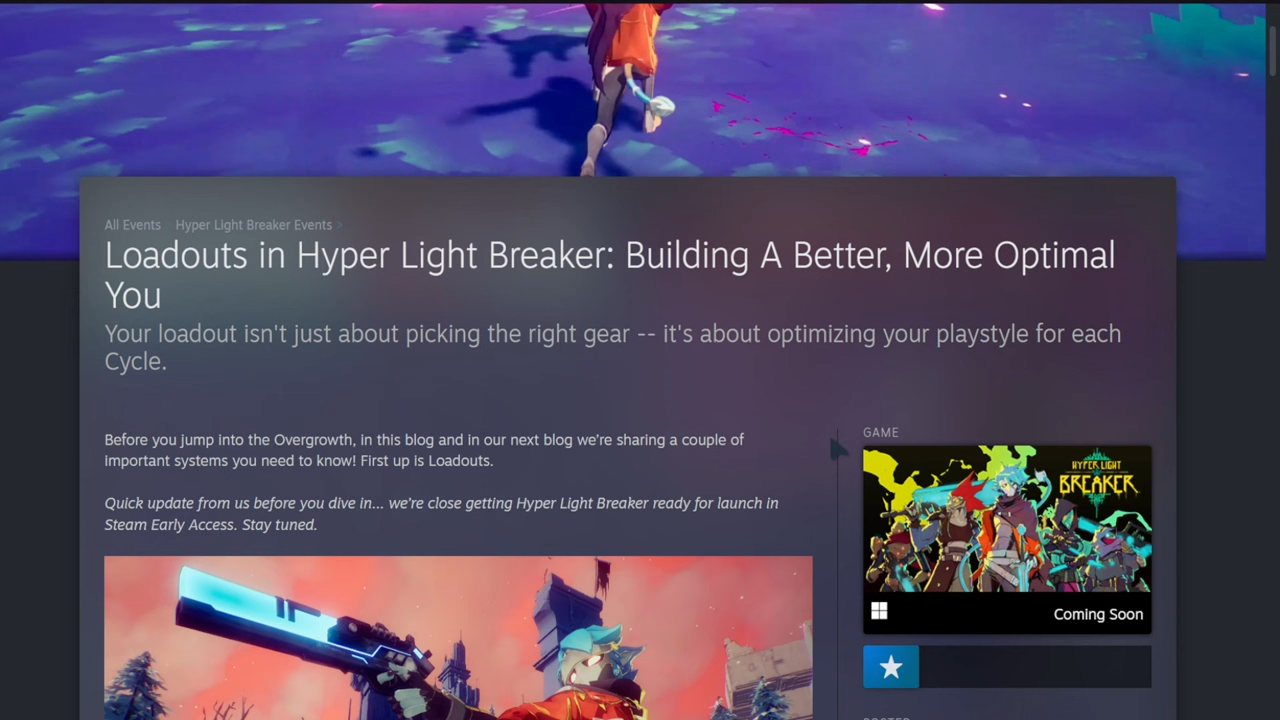 All Events Hyper Light Breaker Events >
Loadouts in Hyper Light Breaker: Building A Better, More Optimal
You
Your loadout isn't just about picking the right gear -- it's about optimizing your playstyle for each
Cycle.
Before you jump into the Overgrowth, in this blog and in our next blog we're sharing a couple of
important systems you need to know! First up is Loadouts.
Quick update from us before you dive in... we're close getting Hyper Light Breaker ready for launch in
Steam Early Access. Stay tuned.
GAME
HYPER LIGHT
BREAKER
Coming Soon